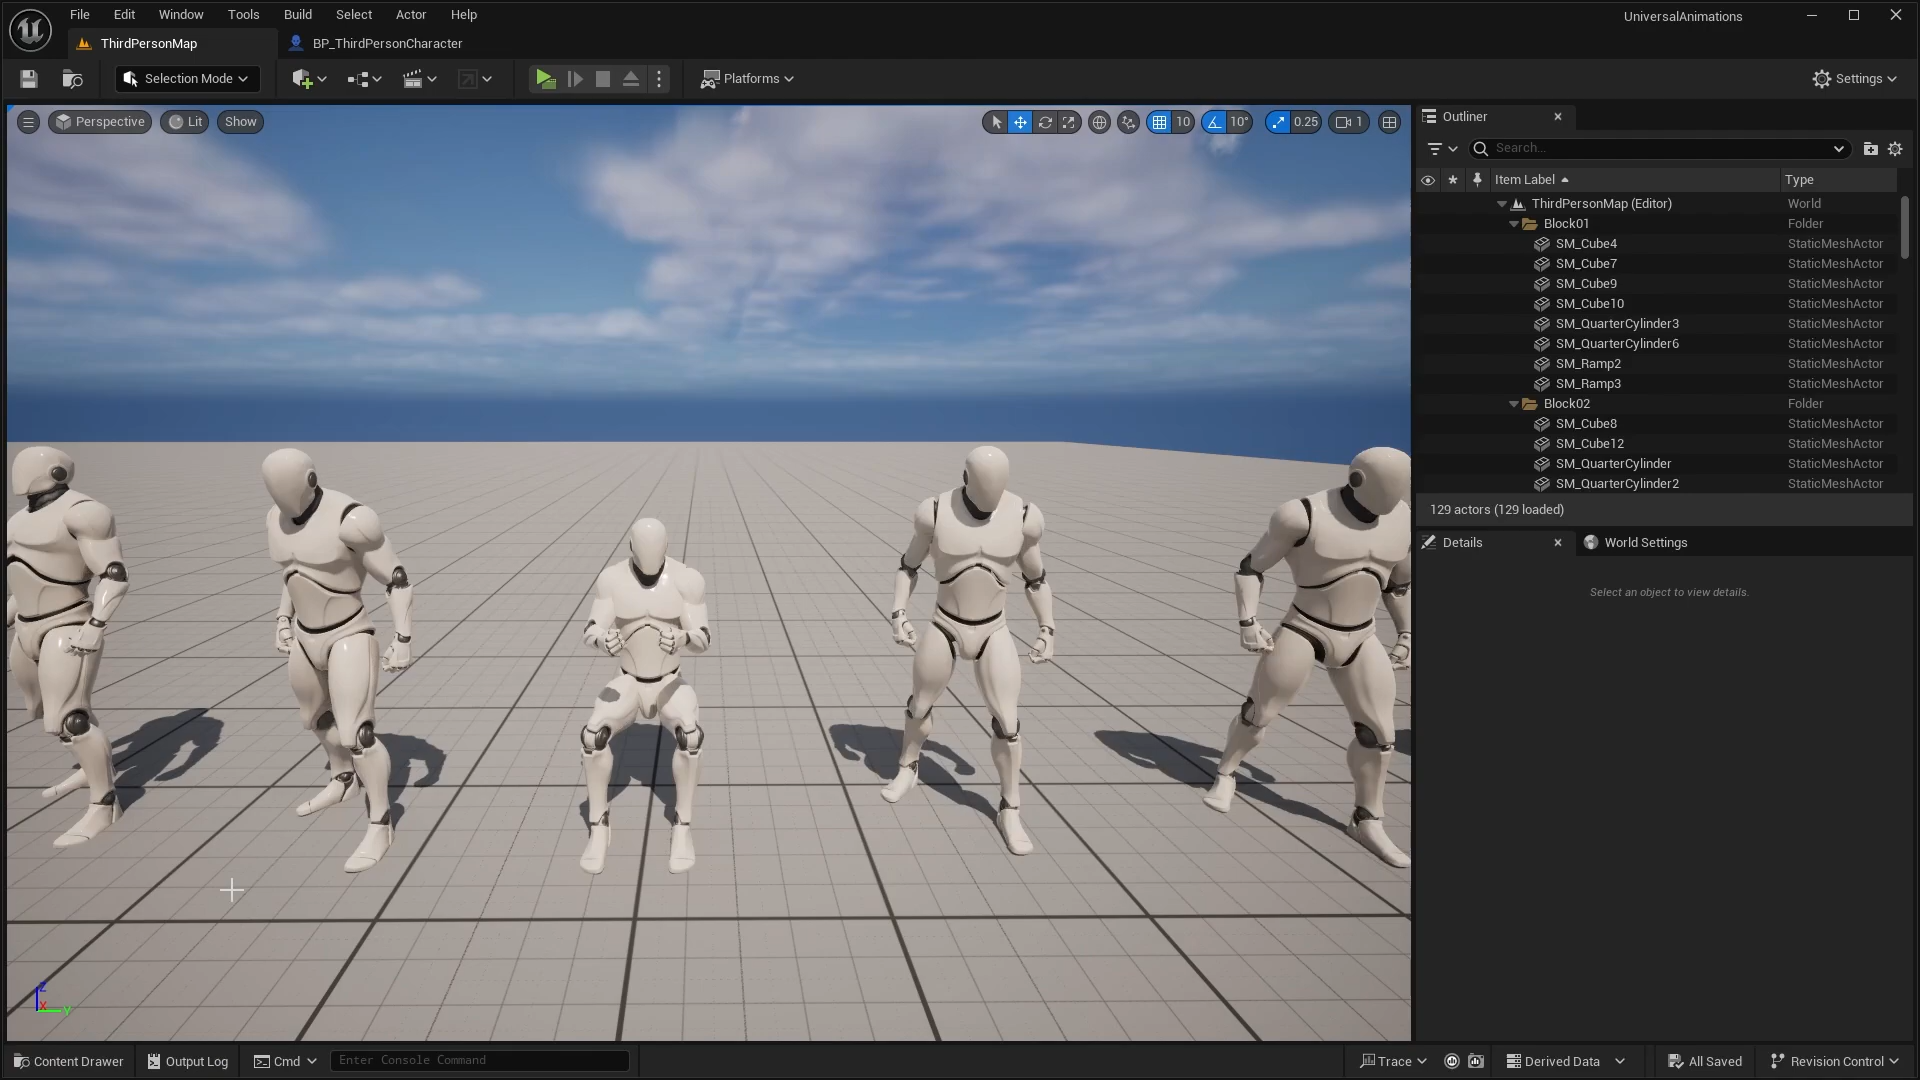 File Edit Window Tools Build Select Actor Help
UniversalAnimations
ThirdPersonMap
BP_ThirdPersonCharacter
Selection Mode
Platforms
Settings
Perspective
Lit
Show
10
10°
0.25
1
Outliner
Search...
Item Label
Type
ThirdPersonMap (Editor) World
Block01 Folder
SM_Cube4 StaticMeshActor
SM_Cube7 StaticMeshActor
SM_Cube9 StaticMeshActor
SM_Cube10 StaticMeshActor
SM_QuarterCylinder3 StaticMeshActor
SM_QuarterCylinder6 StaticMeshActor
SM_Ramp2 StaticMeshActor
SM_Ramp3 StaticMeshActor
Block02 Folder
SM_Cube8 StaticMeshActor
SM_Cube12 StaticMeshActor
SM_QuarterCylinder StaticMeshActor
SM_QuarterCylinder2 StaticMeshActor
129 actors (129 loaded)
Details
World Settings
Select an object to view details.
Z
X
Y
Content Drawer
Output Log
Cmd
Enter Console Command
Trace
Derived Data
All Saved
Revision Control